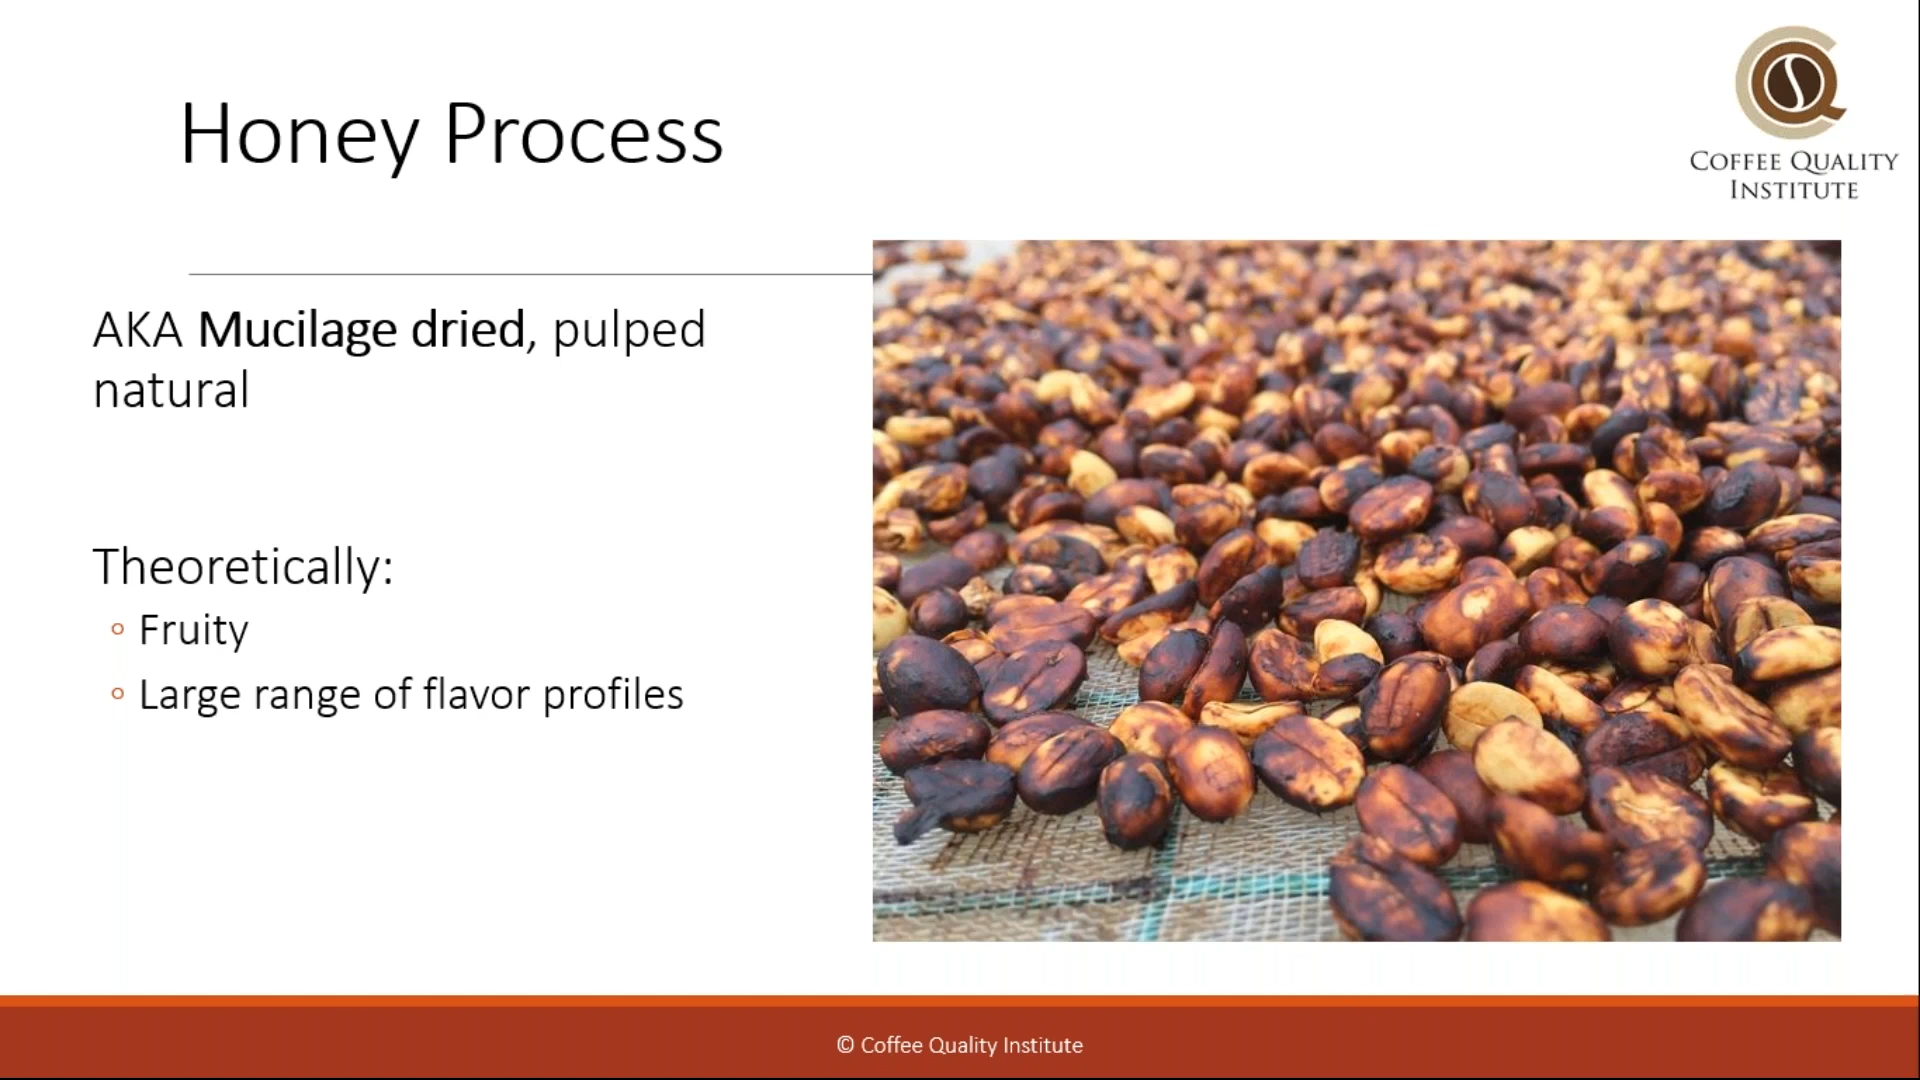 Honey Process
COFFEE QUALITY
INSTITUTE
AKA Mucilage dried, pulped
natural
Theoretically:
Fruity
Large range of flavor profiles
© Coffee Quality Institute